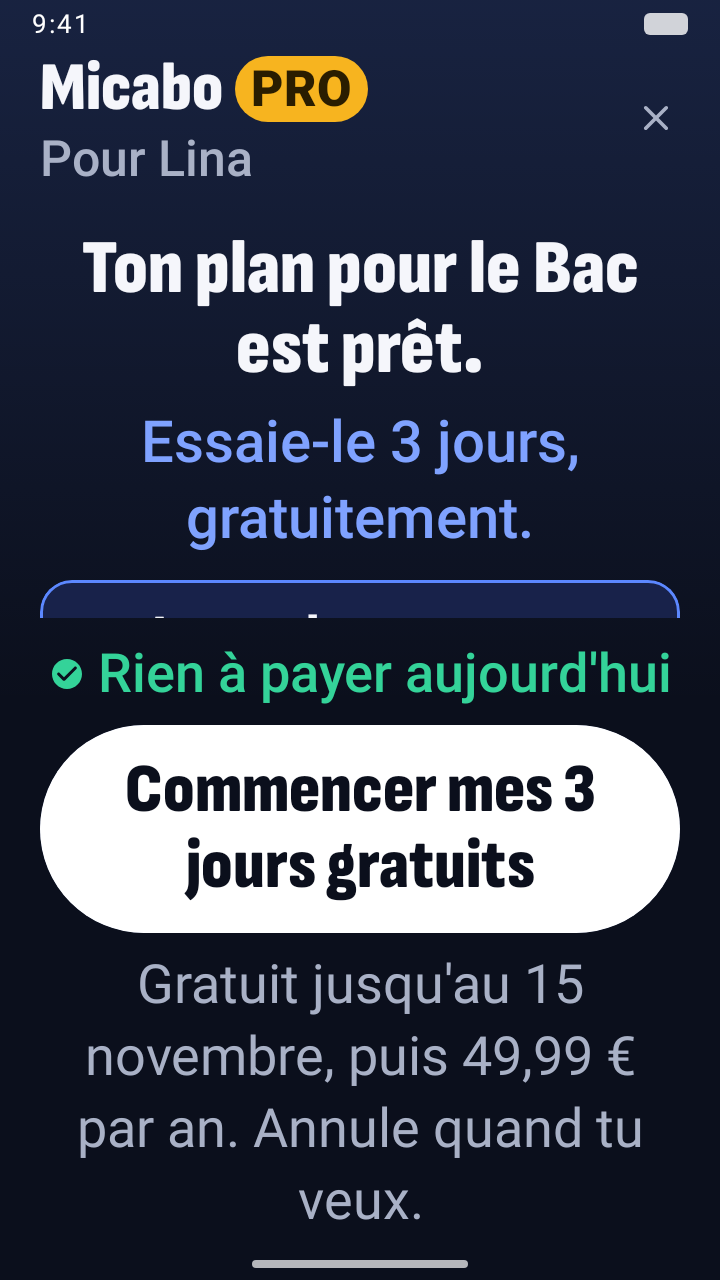 9:41
Micabo PRO
Pour Lina
Ton plan pour le Bac
est prêt.
Essaie-le 3 jours,
gratuitement.
Rien à payer aujourd'hui
Commencer mes 3
jours gratuits
Gratuit jusqu'au 15
novembre, puis 49,99 €
par an. Annule quand tu
veux.